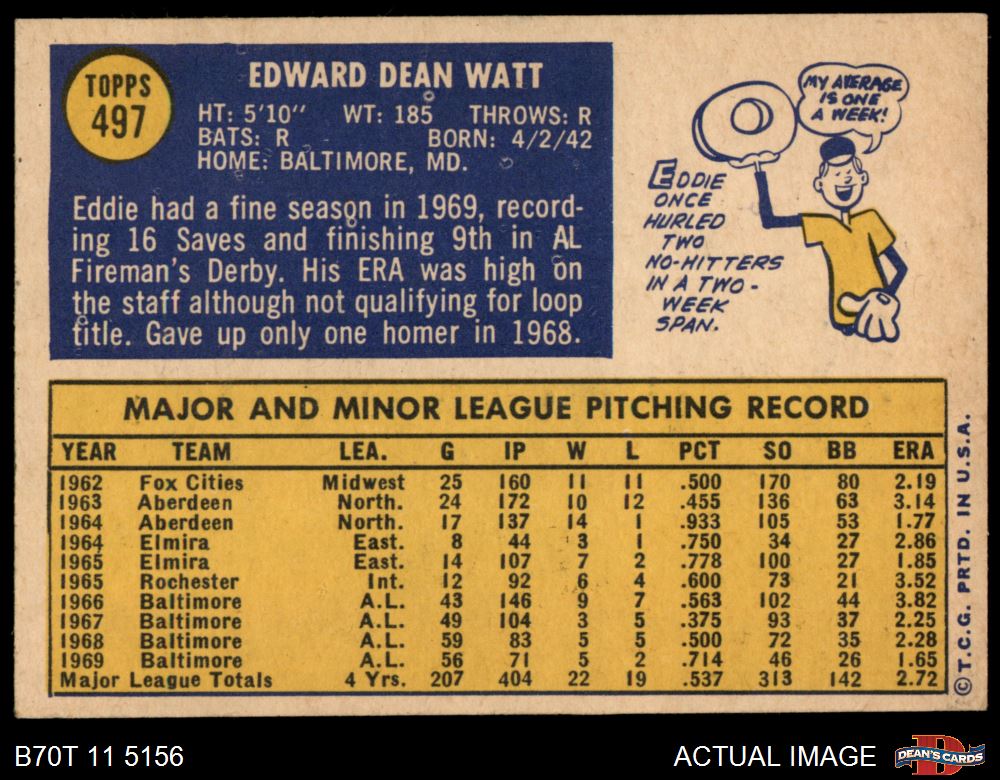 TOPPS
497
EDWARD DEAN WATT
HT: 5'10" WT: 185 THROWS: R
BATS: R BORN: 4/2/42
HOME: BALTIMORE, MD.
Eddie had a fine season in 1969, record-
ing 16 Saves and finishing 9th in AL
Fireman's Derby. His ERA was high on
the staff although not qualifying for loop
title. Gave up only one homer in 1968.
MY AVERAGE
IS ONE
A WEEK!
EDDIE
ONCE
HURLED
TWO
NO-HITTERS
IN A TWO-
WEEK
SPAN.
MAJOR AND MINOR LEAGUE PITCHING RECORD
YEAR TEAM LEA. G IP W L PCT SO BB ERA
1962 Fox Cities Midwest 25 160 11 11 .500 170 80 2.19
1963 Aberdeen North. 24 172 10 12 .455 136 63 3.14
1964 Aberdeen North. 17 137 14 1 .933 105 53 1.77
1964 Elmira East. 8 44 3 1 .750 34 27 2.86
1965 Elmira East. 14 107 7 2 .778 100 27 1.85
1965 Rochester Int. 12 92 6 4 .600 73 21 3.52
1966 Baltimore A.L. 43 146 9 7 .563 102 44 3.82
1967 Baltimore A.L. 49 104 3 5 .375 93 37 2.25
1968 Baltimore A.L. 59 83 5 5 .500 72 35 2.28
1969 Baltimore A.L. 56 71 5 2 .714 46 26 1.65
Major League Totals 4 Yrs. 207 404 22 19 .537 313 142 2.72
©T.C.G. PRTD. IN U.S.A.
B70T 11 5156
ACTUAL IMAGE
D
DEAN'S CARDS